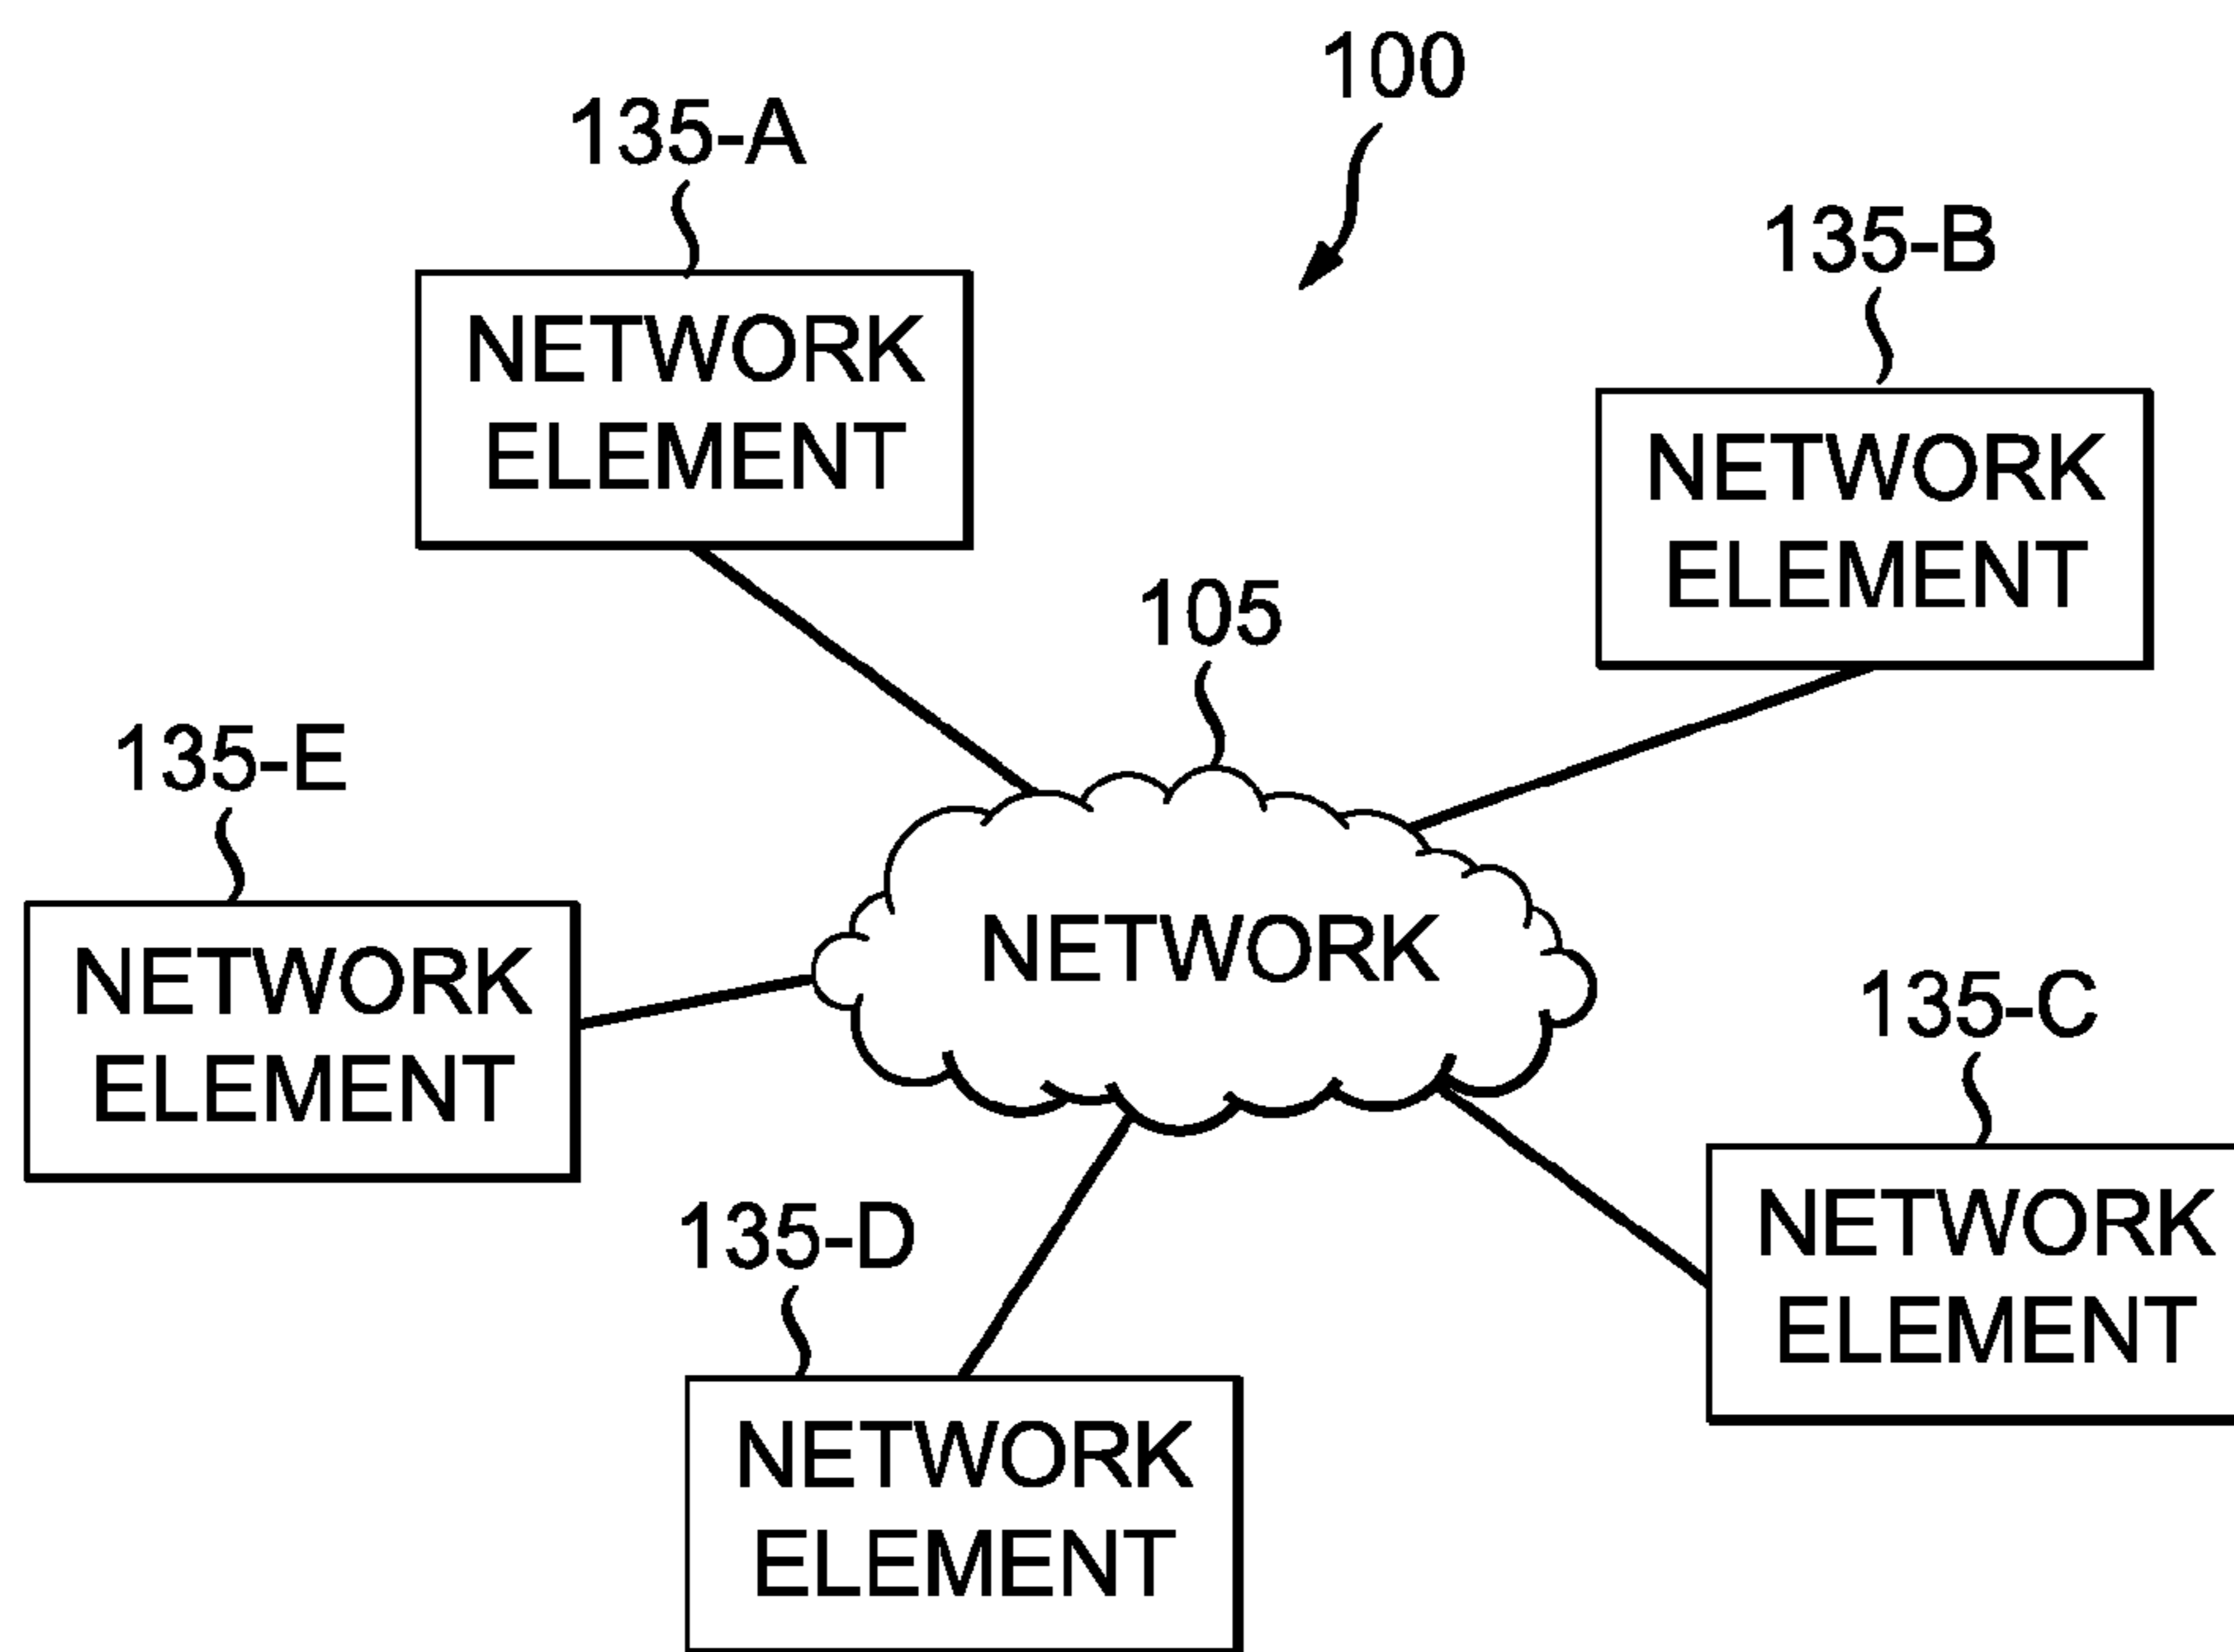 100
135-A
NETWORK
ELEMENT
135-B
NETWORK
ELEMENT
105
NETWORK
135-E
NETWORK
ELEMENT
135-C
NETWORK
ELEMENT
135-D
NETWORK
ELEMENT